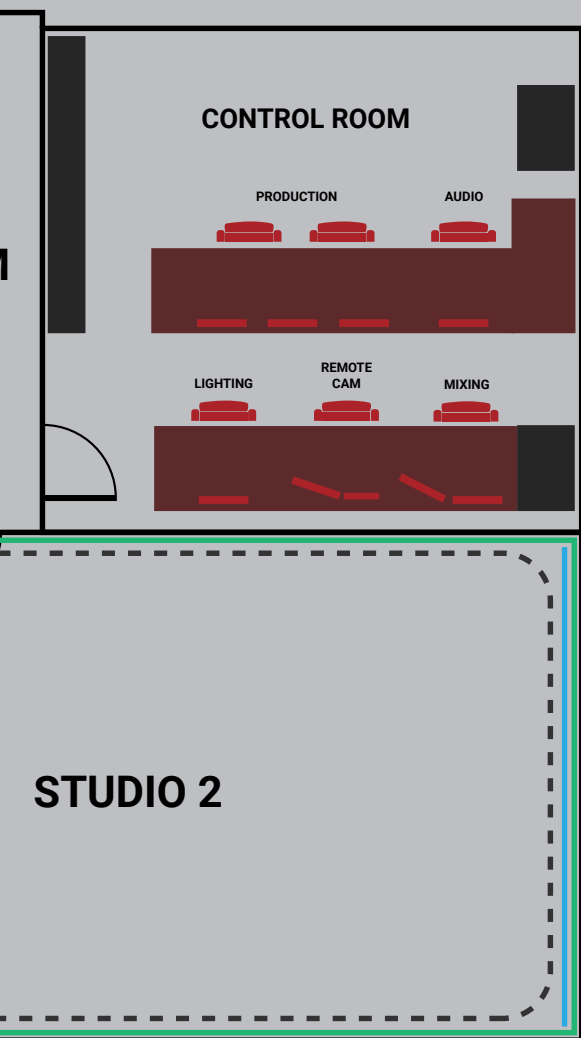 CONTROL ROOM
PRODUCTION
AUDIO
M
LIGHTING
REMOTE
CAM
MIXING
STUDIO 2